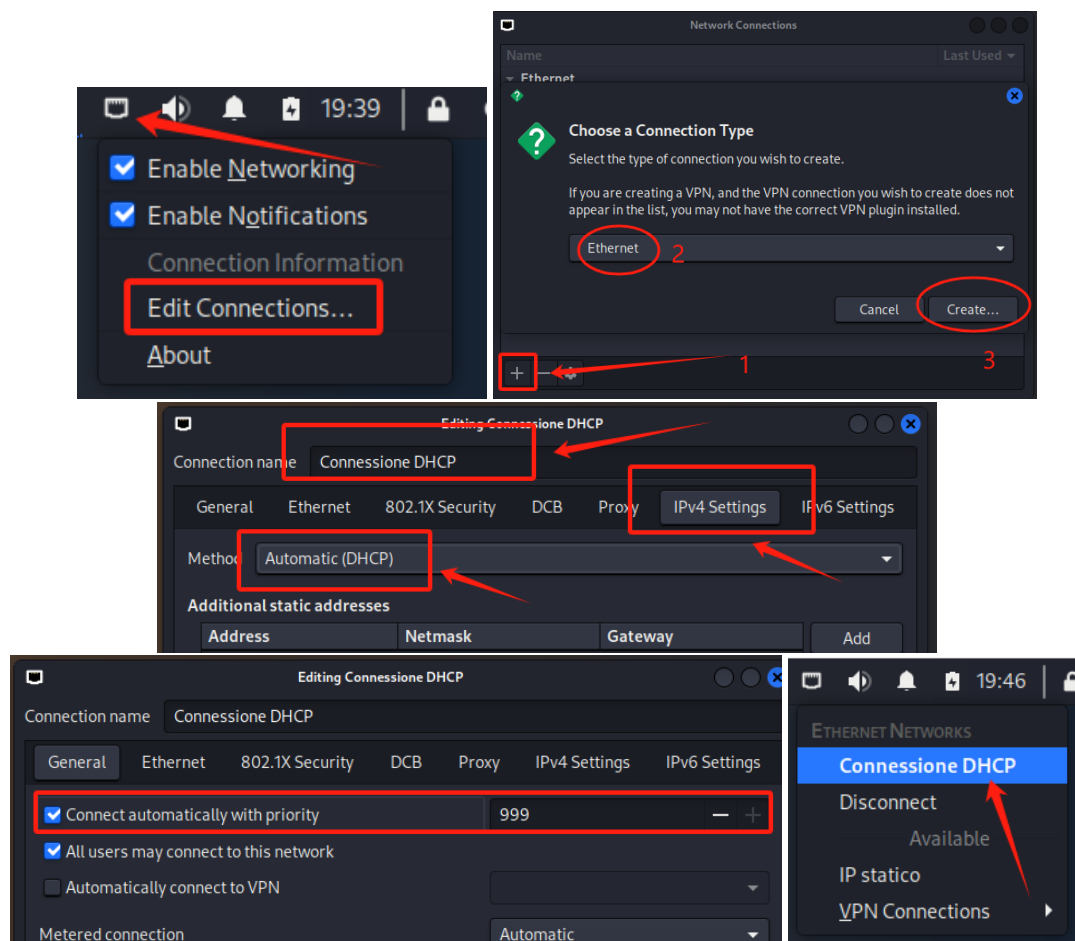 19:39
Enable Networking
Enable Notifications
Connection Information
Edit Connections...
About
Network Connections
Name
Last Used
Ethernet
Choose a Connection Type
Select the type of connection you wish to create.
If you are creating a VPN, and the VPN connection you wish to create does not
appear in the list, you may not have the correct VPN plugin installed.
Ethernet
2
Cancel
Create...
1
3
Editing Connessione DHCP
Connection name
Connessione DHCP
General
Ethernet
802.1X Security
DCB
Proxy
IPv4 Settings
IPv6 Settings
Method
Automatic (DHCP)
Additional static addresses
Address
Netmask
Gateway
Add
Editing Connessione DHCP
Connection name
Connessione DHCP
General
Ethernet
802.1X Security
DCB
Proxy
IPv4 Settings
IPv6 Settings
Connect automatically with priority
999
All users may connect to this network
Automatically connect to VPN
Metered connection
Automatic
19:46
ETHERNET NETWORKS
Connessione DHCP
Disconnect
Available
IP statico
VPN Connections